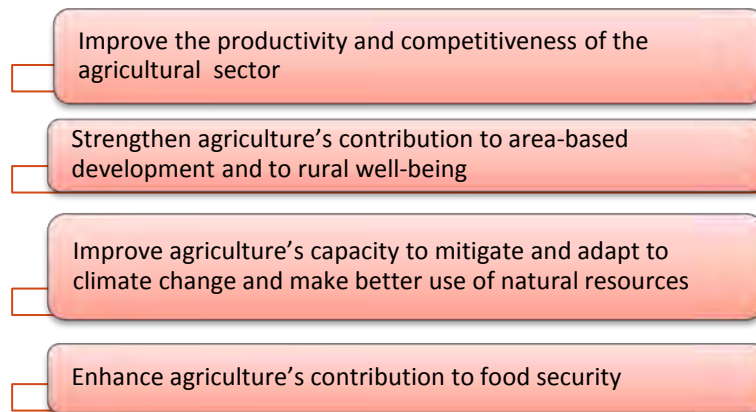 Improve the productivity and competitiveness of the
agricultural sector
Strengthen agriculture’s contribution to area-based
development and to rural well-being
Improve agriculture’s capacity to mitigate and adapt to
climate change and make better use of natural resources
Enhance agriculture’s contribution to food security